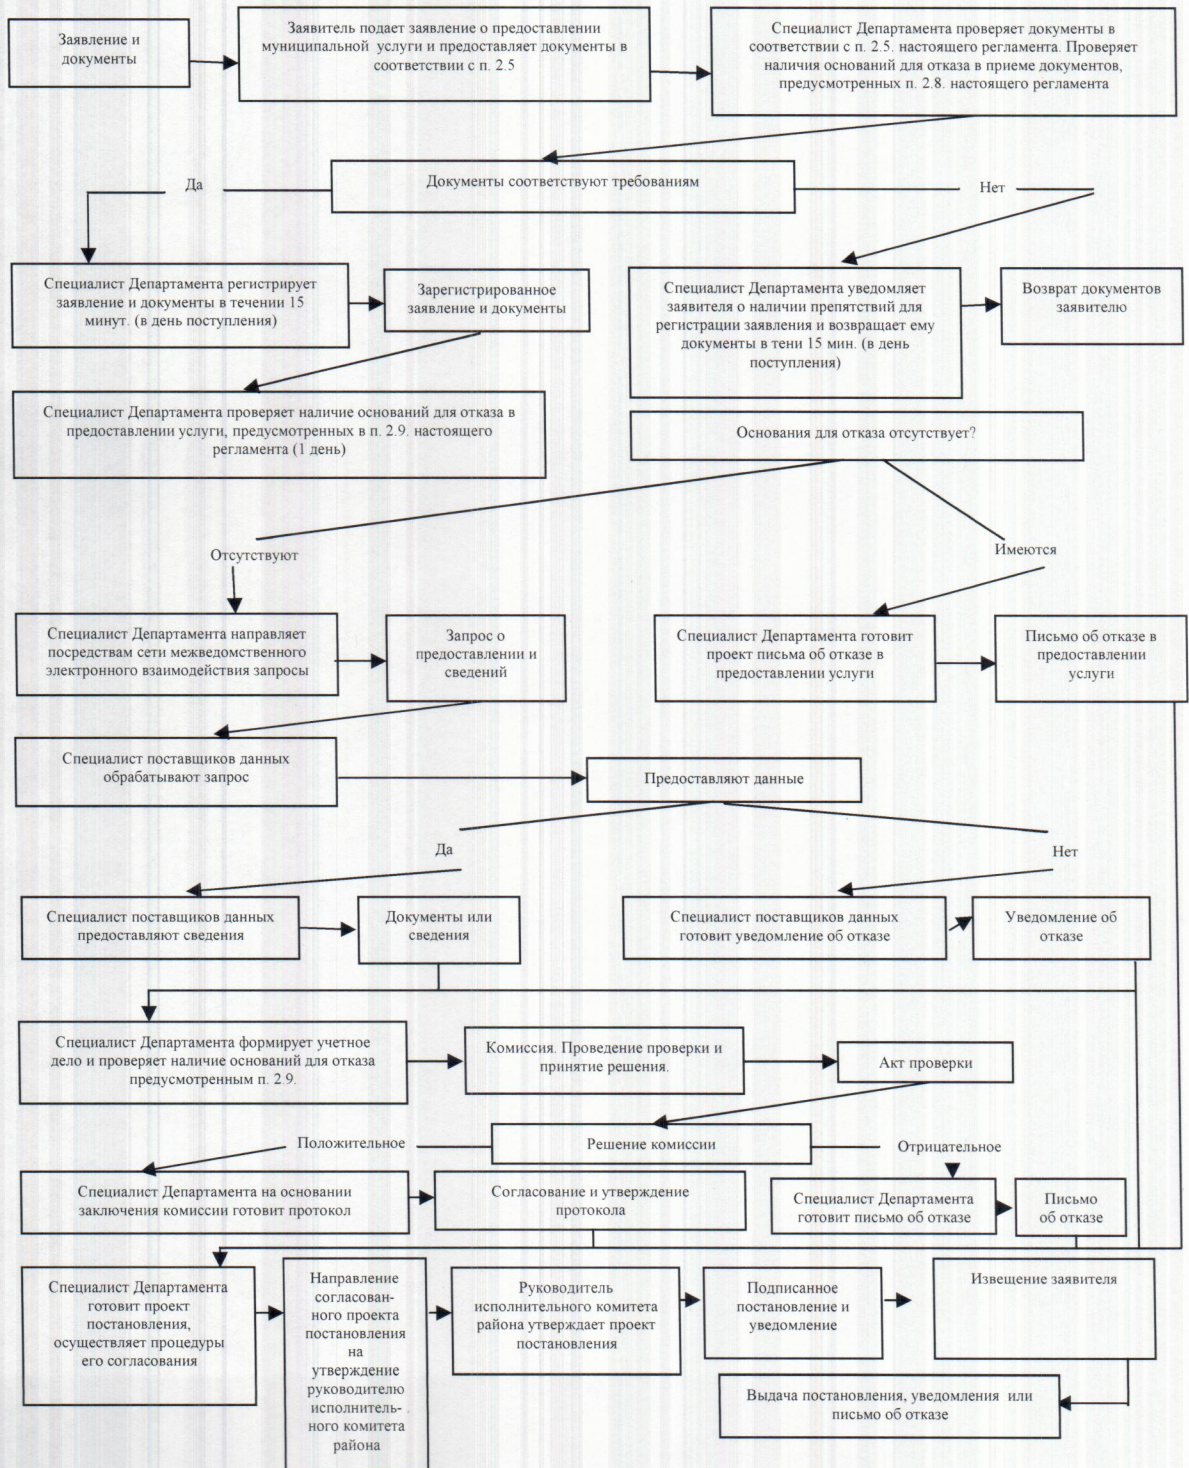 Заявление и
документы
Заявитель подает заявление о предоставлении
муниципальной услуги и предоставляет документы в
соответствии с п. 2.5
Специалист Департамента проверяет документы в
соответствии с п. 2.5. настоящего регламента. Проверяет
наличия оснований для отказа в приеме документов,
предусмотренных п. 2.8. настоящего регламента
Да
Документы соответствуют требованиям
Нет
Специалист Департамента регистрирует
заявление и документы в течении 15
минут. (в день поступления)
Зарегистрированное
заявление и документы
Специалист Департамента уведомляет
заявителя о наличии препятствий для
регистрации заявления и возвращает ему
документы в тени 15 мин. (в день
поступления)
Возврат документов
заявителю
Специалист Департамента проверяет наличие оснований для отказа в
предоставлении услуги, предусмотренных в п. 2.9. настоящего
регламента (1 день)
Основания для отказа отсутствует?
Отсутствуют
Имеются
Специалист Департамента направляет
посредствам сети межведомственного
электронного взаимодействия запросы
Запрос о
предоставлении и
сведений
Специалист Департамента готовит
проект письма об отказе в
предоставлении услуги
Письмо об отказе в
предоставлении
услуги
Специалист поставщиков данных
обрабатывают запрос
Предоставляют данные
Да
Нет
Специалист поставщиков данных
предоставляют сведения
Документы или
сведения
Специалист поставщиков данных
готовит уведомление об отказе
Уведомление об
отказе
Специалист Департамента формирует учетное
дело и проверяет наличие оснований для отказа
предусмотренным п. 2.9.
Комиссия. Проведение проверки и
принятие решения.
Акт проверки
Положительное
Решение комиссии
Отрицательное
Специалист Департамента на основании
заключения комиссии готовит протокол
Согласование и утверждение
протокола
Специалист Департамента
готовит письмо об отказе
Письмо
об отказе
Специалист Департамента
готовит проект
постановления,
осуществляет процедуры
его согласования
Направление
согласован-
ного проекта
постановления
на
утверждение
руководителю
исполнитель-
ного комитета
района
Руководитель
исполнительного комитета
района утверждает проект
постановления
Подписанное
постановление и
уведомление
Извещение заявителя
Выдача постановления, уведомления или
письмо об отказе